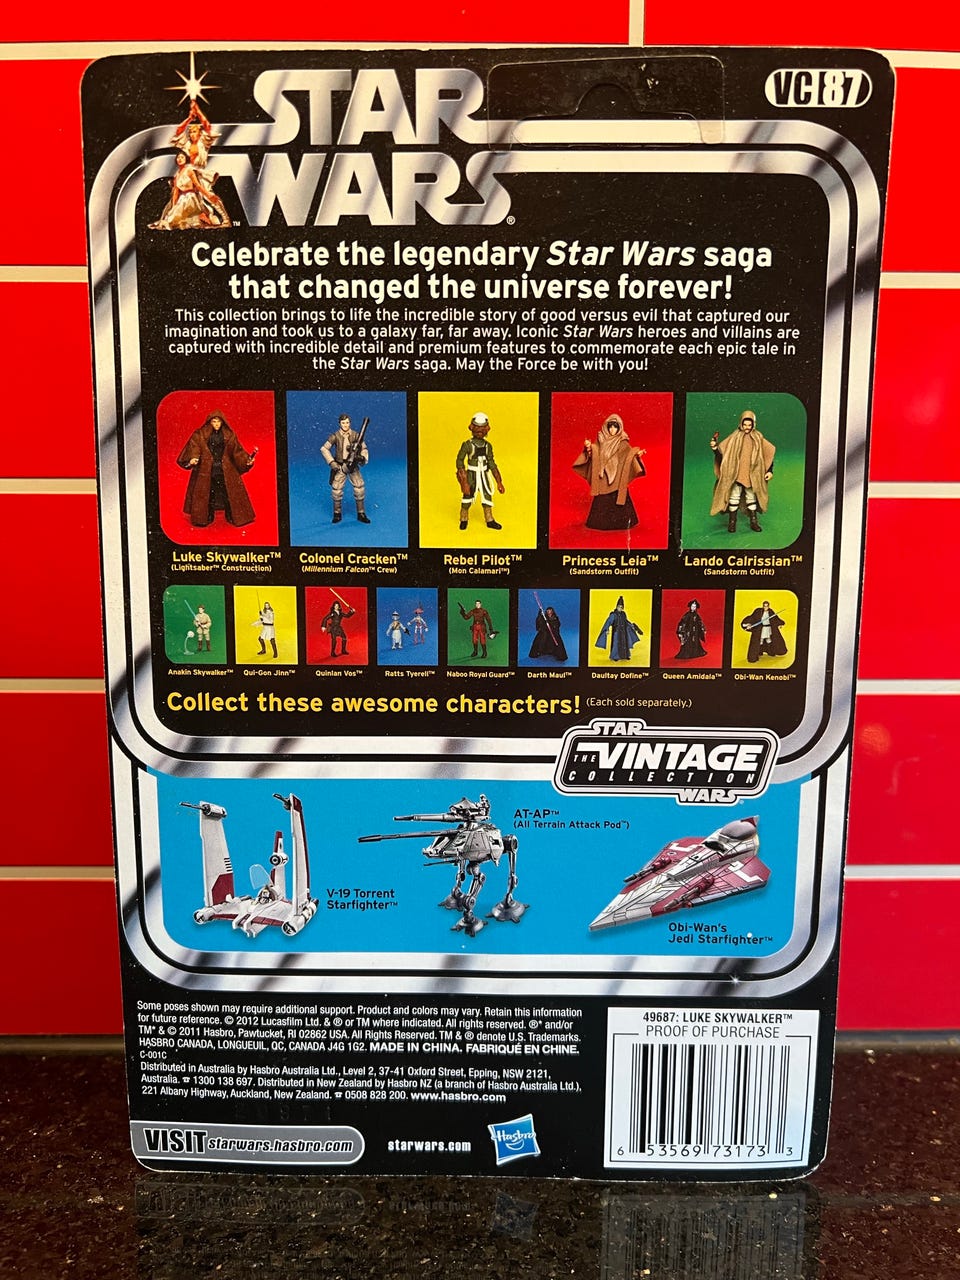 STAR
WARS®
™
VC187
Celebrate the legendary Star Wars saga
that changed the universe forever!
This collection brings to life the incredible story of good versus evil that captured our
imagination and took us to a galaxy far, far away. Iconic Star Wars heroes and villains are
captured with incredible detail and premium features to commemorate each epic tale in
the Star Wars saga. May the Force be with you!
Luke Skywalker™
(Lightsaber™ Construction)
Colonel Cracken™
(Millennium Falcon™ Crew)
Rebel Pilot™
(Mon Calamari™)
Princess Leia™
(Sandstorm Outfit)
Lando Calrissian™
(Sandstorm Outfit)
Anakin Skywalker™
Qui-Gon Jinn™
Quinlan Vos™
Ratts Tyerell™
Naboo Royal Guard™
Darth Maul™
Daultay Dofine™
Queen Amidala™
Obi-Wan Kenobi™
Collect these awesome characters! (Each sold separately.)
STAR
THE VINTAGE
COLLECTION
WARS
V-19 Torrent
Starfighter™
AT-AP™
(All Terrain Attack Pod™)
Obi-Wan's
Jedi Starfighter™
Some poses shown may require additional support. Product and colors may vary. Retain this information
for future reference. © 2012 Lucasfilm Ltd. & ® or TM where indicated. All rights reserved. ®* and/or
TM* & © 2011 Hasbro, Pawtucket, RI 02862 USA. All Rights Reserved. TM & ® denote U.S. Trademarks.
HASBRO CANADA, LONGUEUIL, QC, CANADA J4G 1G2. MADE IN CHINA. FABRIQUÉ EN CHINE.
C-001C
Distributed in Australia by Hasbro Australia Ltd., Level 2, 37-41 Oxford Street, Epping, NSW 2121,
Australia. ☎ 1300 138 697. Distributed in New Zealand by Hasbro NZ (a branch of Hasbro Australia Ltd.),
221 Albany Highway, Auckland, New Zealand. ☎ 0508 828 200. www.hasbro.com
VISIT starwars.hasbro.com
starwars.com
Hasbro
49687: LUKE SKYWALKER™
PROOF OF PURCHASE
6 53569 73173 3